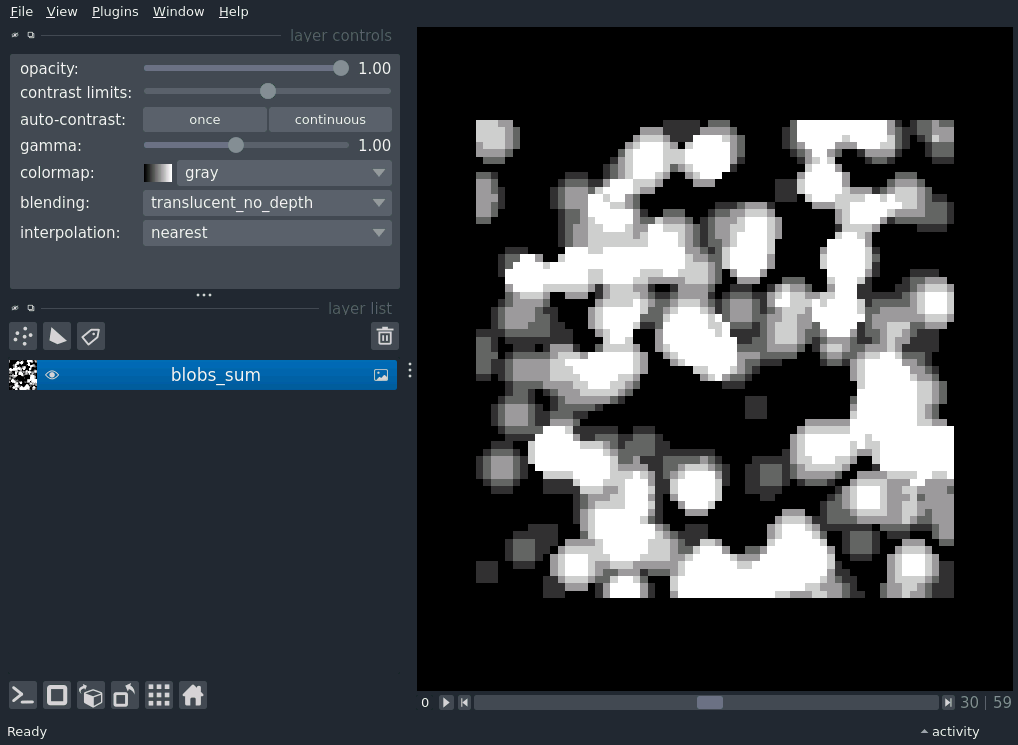 File View Plugins Window Help
layer controls
opacity: 1.00
contrast limits:
auto-contrast: once continuous
gamma: 1.00
colormap: gray
blending: translucent_no_depth
interpolation: nearest
layer list
blobs_sum
0 30 | 59
Ready activity